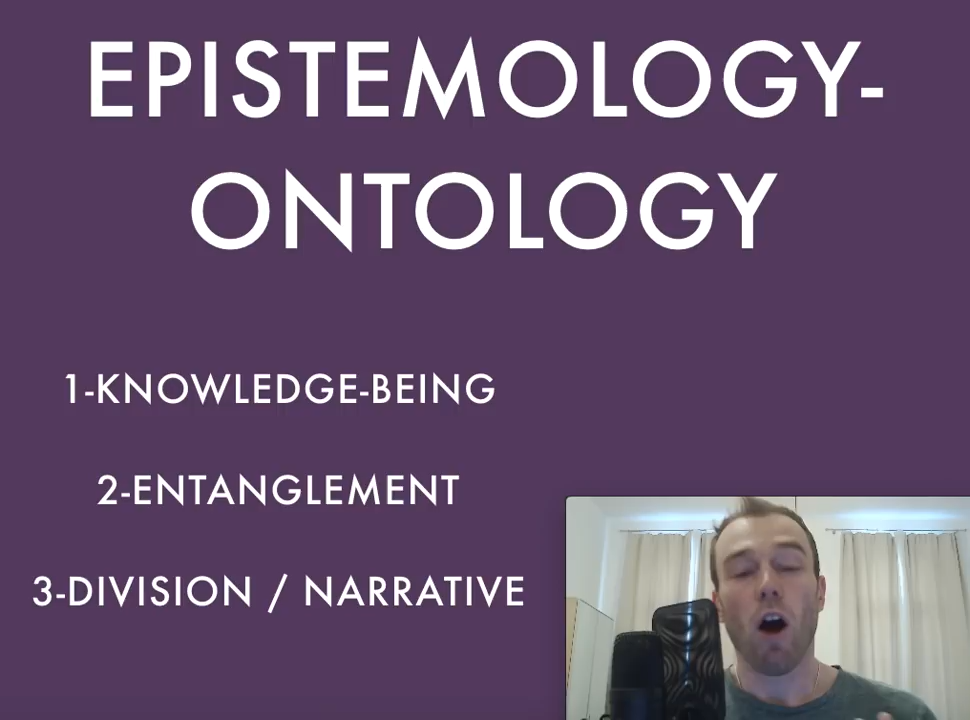 EPISTEMOLOGY-
ONTOLOGY
1-KNOWLEDGE-BEING
2-ENTANGLEMENT
3-DIVISION / NARRATIVE